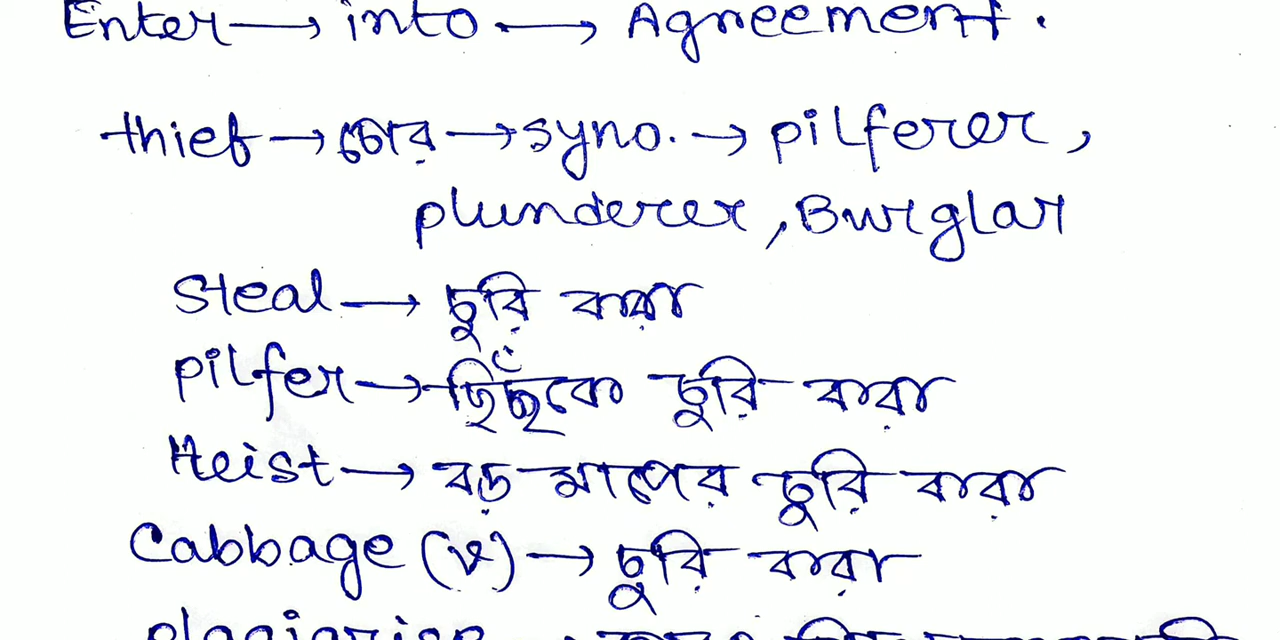 Enter → into → Agreement.
thief → চোর → syno. → pilferer,
plunderer, Burglar
Steal → চুরি করা
pilfer → ছিঁচকে চুরি করা
Heist → বড় মাপের চুরি করা
Cabbage (v) → চুরি করা